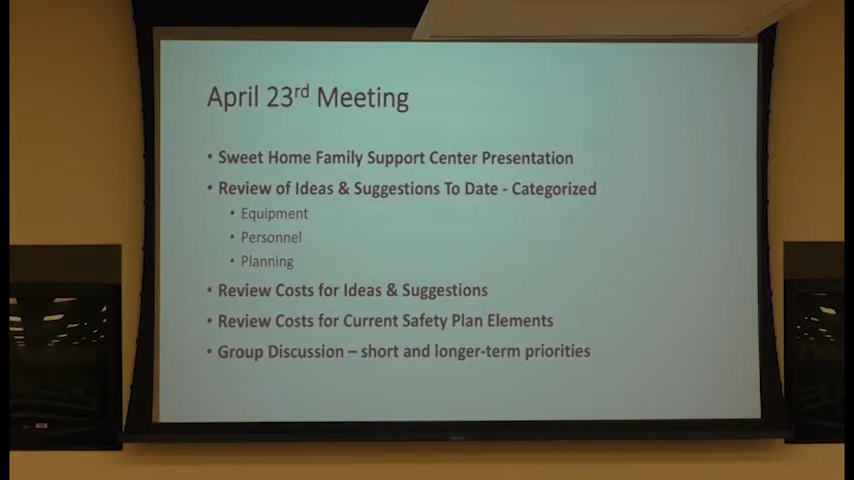 April 23rd Meeting
• Sweet Home Family Support Center Presentation
• Review of Ideas & Suggestions To Date - Categorized
• Equipment
• Personnel
• Planning
• Review Costs for Ideas & Suggestions
• Review Costs for Current Safety Plan Elements
• Group Discussion – short and longer-term priorities